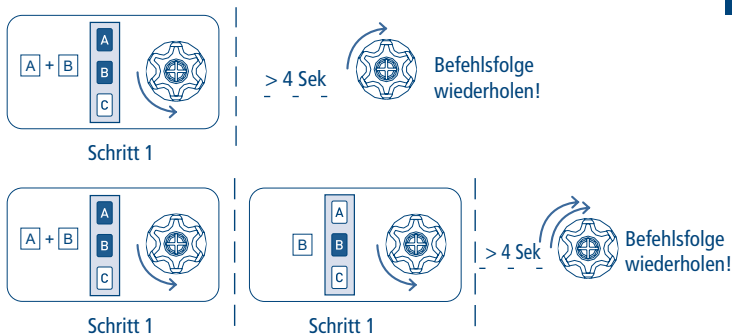 A + B
A
B
C
> 4 Sek
Befehlsfolge
wiederholen!
Schritt 1
A + B
A
B
C
B
A
B
C
> 4 Sek
Befehlsfolge
wiederholen!
Schritt 1
Schritt 1